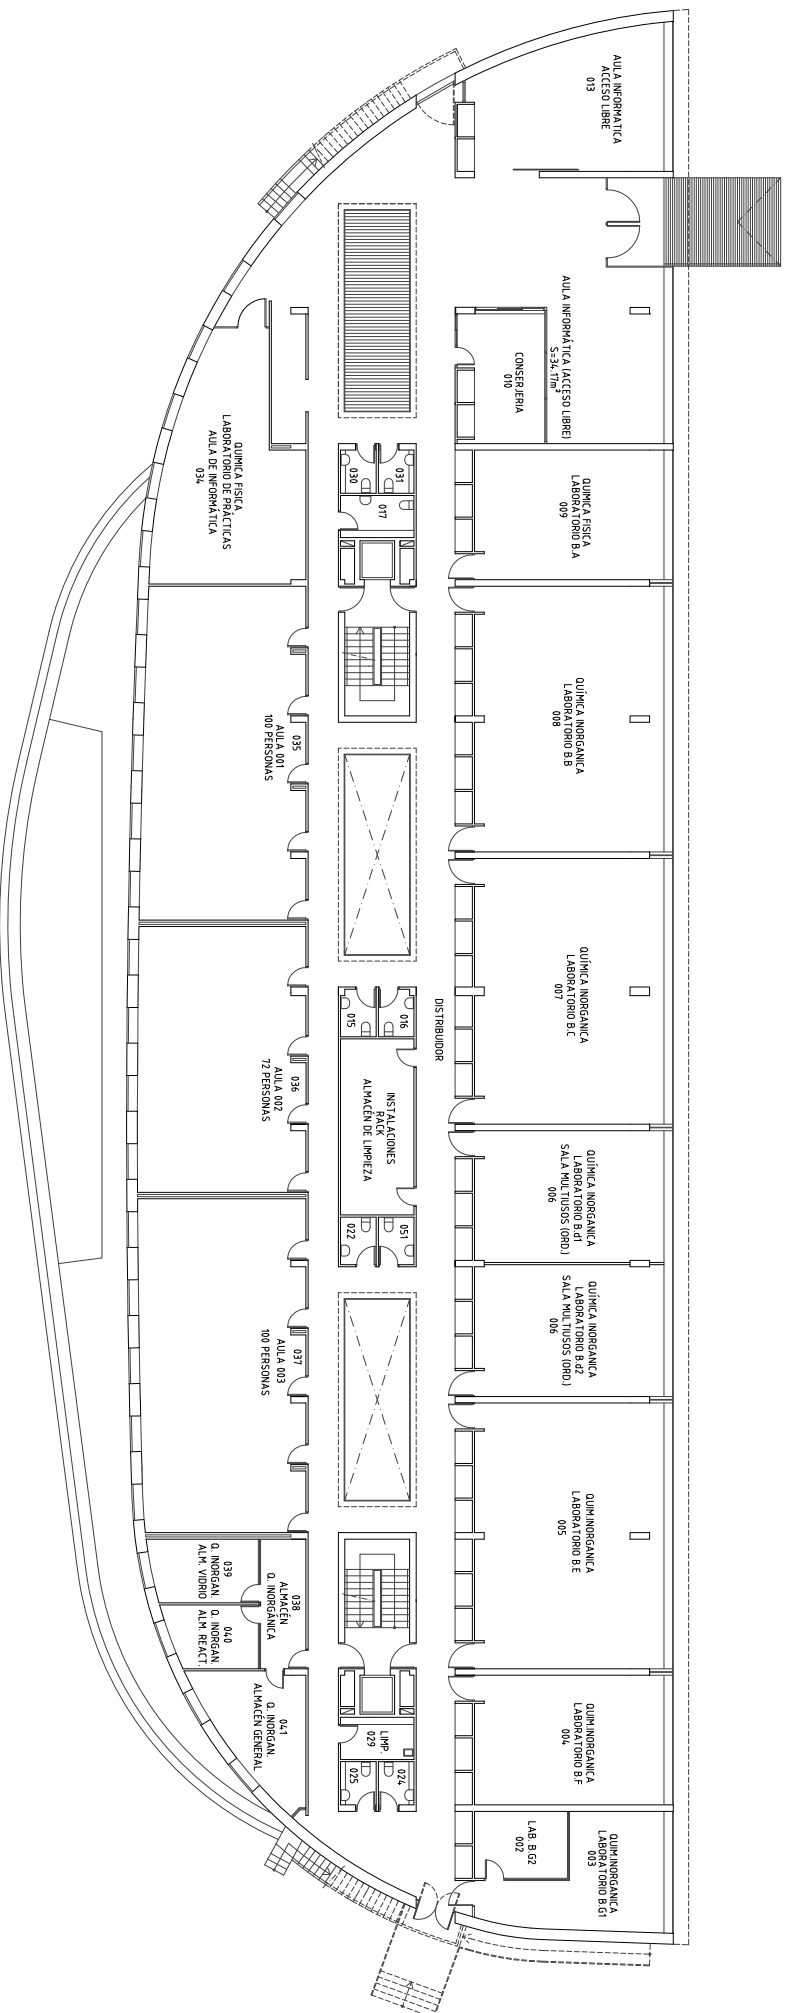 AULA INFORMATICA
ACCESO LIBRE
013
AULA INFORMÁTICA (ACCESO LIBRE)
S=34.17m²
CONSERJERIA
010
QUIMICA FISICA
LABORATORIO DE PRÁCTICAS
AULA DE INFORMÁTICA
034
030
031
017
QUIMICA FISICA
LABORATORIO B.A
009
QUÍMICA INORGANICA
LABORATORIO B.B
008
035
AULA 001
100 PERSONAS
QUÍMICA INORGANICA
LABORATORIO B.C
007
DISTRIBUIDOR
015
016
036
AULA 002
72 PERSONAS
INSTALACIONES
RACK
ALMACÉN DE LIMPIEZA
QUÍMICA INORGANICA
LABORATORIO B.d1
SALA MULTIUSOS (ORD.)
006
022
051
QUÍMICA INORGANICA
LABORATORIO B.d2
SALA MULTIUSOS (ORD.)
006
037
AULA 003
100 PERSONAS
QUIM.INORGANICA
LABORATORIO B.E
005
039
Q. INORGAN.
ALM. VIDRIO
038
ALMACÉN
Q. INORGÁNICA
040
Q. INORGAN.
ALM. REACT.
041
Q. INORGAN.
ALMACÉN GENERAL
LIMP.
029
025
024
QUIM.INORGANICA
LABORATORIO B.F
004
LAB. B.G2
002
QUIM.INORGANICA
LABORATORIO B.G1
003